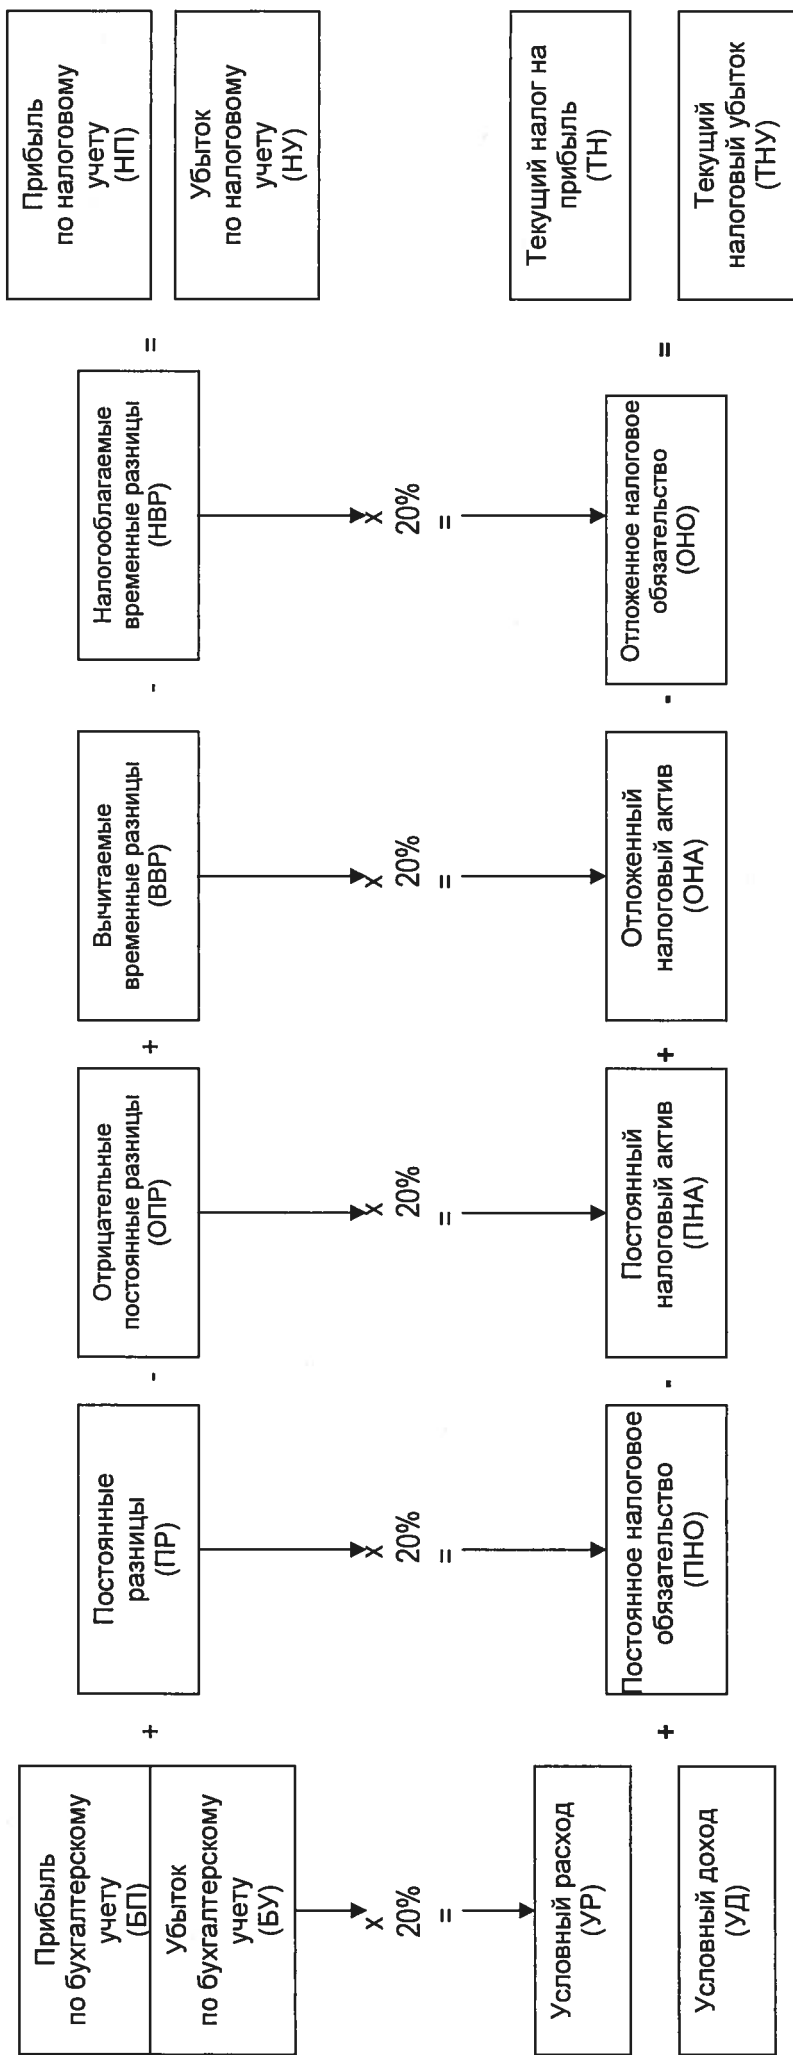 Прибыль
по бухгалтерскому
учету
(БП)
Убыток
по бухгалтерскому
учету
(БУ)
+
Постоянные
разницы
(ПР)
-
Отрицательные
постоянные разницы
(ОПР)
+
Вычитаемые
временные разницы
(ВВР)
-
Налогооблагаемые
временные разницы
(НВР)
=
Прибыль
по налоговому
учету
(НП)
Убыток
по налоговому
учету
(НУ)
х
20%
=
х
20%
=
х
20%
=
х
20%
=
х
20%
=
Условный расход
(УР)
Условный доход
(УД)
+
Постоянное налоговое
обязательство
(ПНО)
-
Постоянный
налоговый актив
(ПНА)
+
Отложенный
налоговый актив
(ОНА)
-
Отложенное налоговое
обязательство
(ОНО)
=
Текущий налог на
прибыль
(ТН)
Текущий
налоговый убыток
(ТНУ)